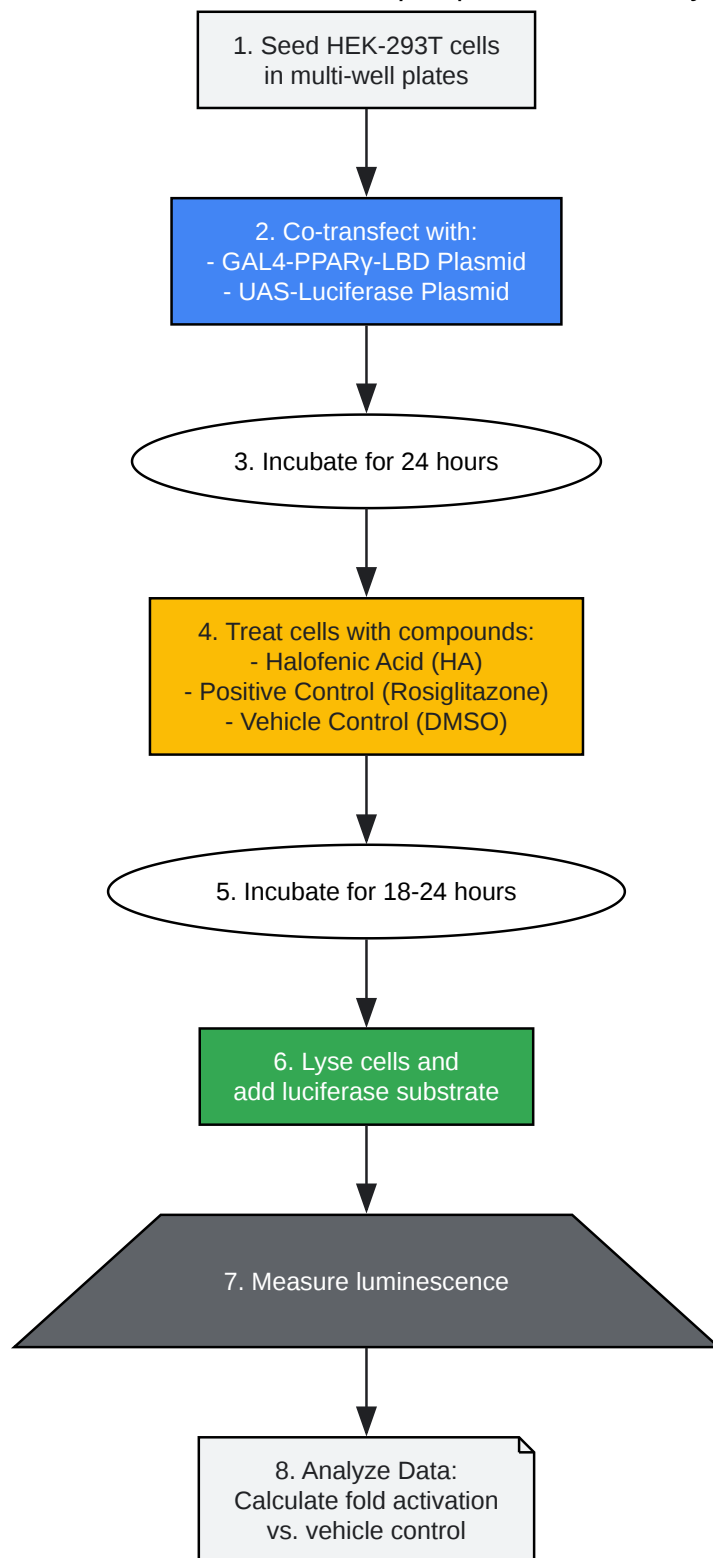 1. Seed HEK-293T cells
in multi-well plates
2. Co-transfect with:
- GAL4-PPARγ-LBD Plasmid
- UAS-Luciferase Plasmid
3. Incubate for 24 hours
4. Treat cells with compounds:
- Halofenic Acid (HA)
- Positive Control (Rosiglitazone)
- Vehicle Control (DMSO)
5. Incubate for 18-24 hours
6. Lyse cells and
add luciferase substrate
7. Measure luminescence
8. Analyze Data:
Calculate fold activation
vs. vehicle control